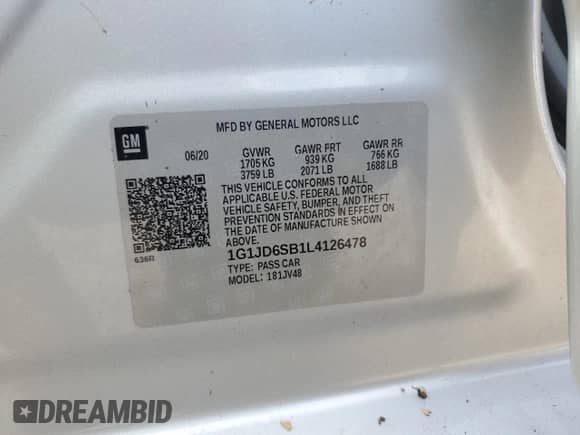 MFD BY GENERAL MOTORS LLC
GM
06/20 GVWR GAWR FRT GAWR RR
1705 KG 939 KG 766 KG
3759 LB 2071 LB 1688 LB
THIS VEHICLE CONFORMS TO ALL
APPLICABLE U.S. FEDERAL MOTOR
VEHICLE SAFETY, BUMPER, AND THEFT
PREVENTION STANDARDS IN EFFECT ON
THE DATE OF MANUFACTURE SHOWN
ABOVE.
636R
1G1JD6SB1L4126478
TYPE: PASS CAR
MODEL: 181JV48
DREAMBID